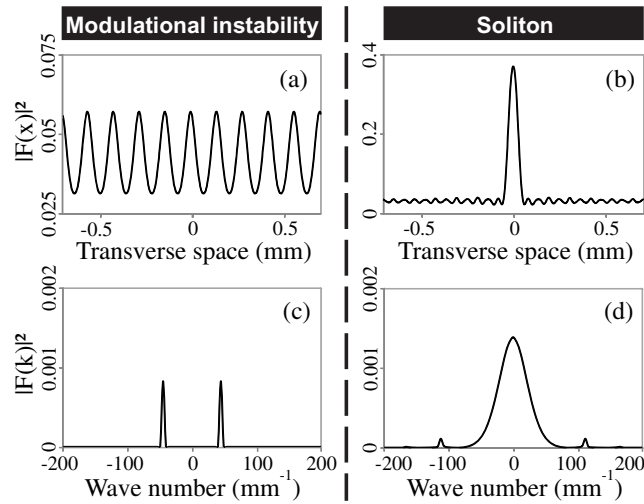 Modulational instability
Soliton
0.075
0.05
0.025
|F(x)|²
(a)
-0.5
0
0.5
Transverse space (mm)
0.4
0.2
0
(b)
-0.5
0
0.5
Transverse space (mm)
0.002
0.001
0
|F(k)|²
(c)
-200
-100
0
100
200
Wave number (mm⁻¹)
0.002
0.001
0
(d)
-200
-100
0
100
200
Wave number (mm⁻¹)